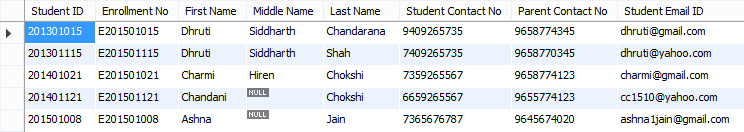 Student ID Enrollment No First Name Middle Name Last Name Student Contact No Parent Contact No Student Email ID
201301015 E201501015 Dhruti Siddharth Chandarana 9409265735 9658774345 dhruti@gmail.com
201301115 E201501115 Dhruti Siddharth Shah 7409265735 9658770345 dhruti@yahoo.com
201401021 E201501021 Charmi Hiren Chokshi 7359265567 9658774123 charmi@gmail.com
201401121 E201501121 Chandani NULL Chokshi 6659265567 9655774123 cc1510@yahoo.com
201501008 E201501008 Ashna NULL Jain 7365676787 9645674020 ashna1jain@gmail.com